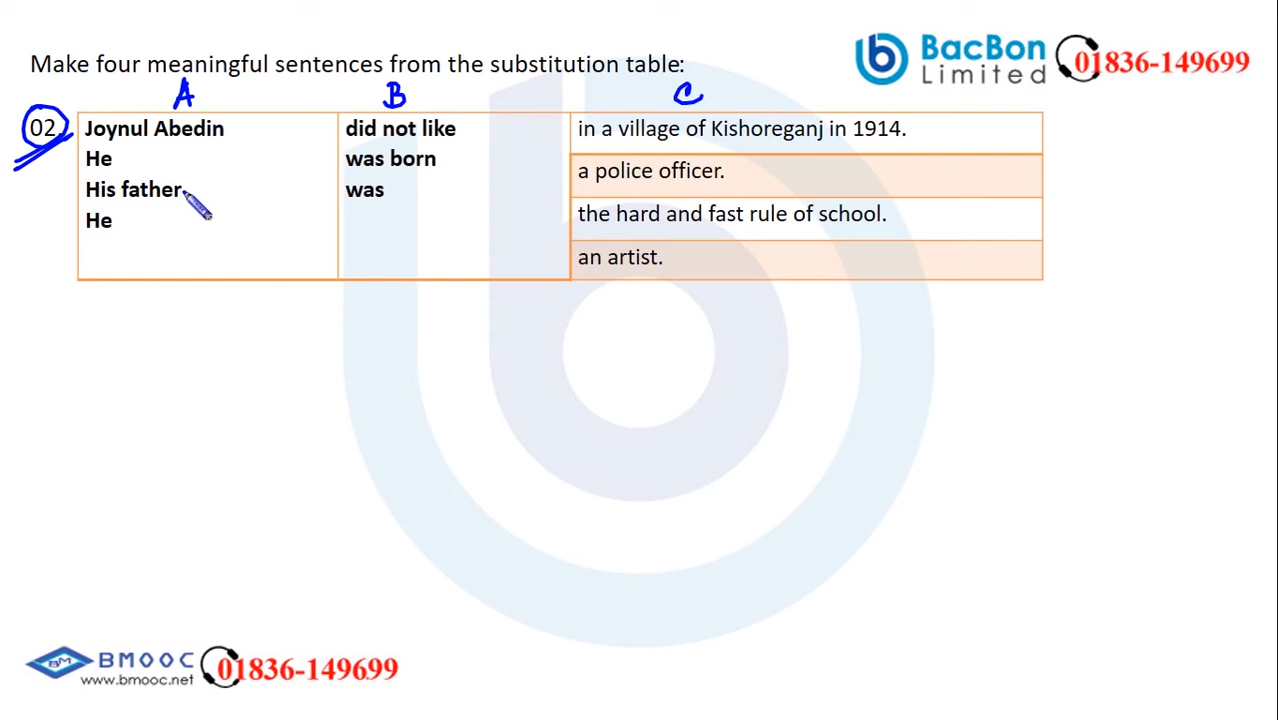 Make four meaningful sentences from the substitution table:
BacBon
Limited
01836-149699
A B C
02.
Joynul Abedin did not like in a village of Kishoreganj in 1914.
He was born a police officer.
His father was the hard and fast rule of school.
He an artist.
BM BMOOC
www.bmooc.net
01836-149699